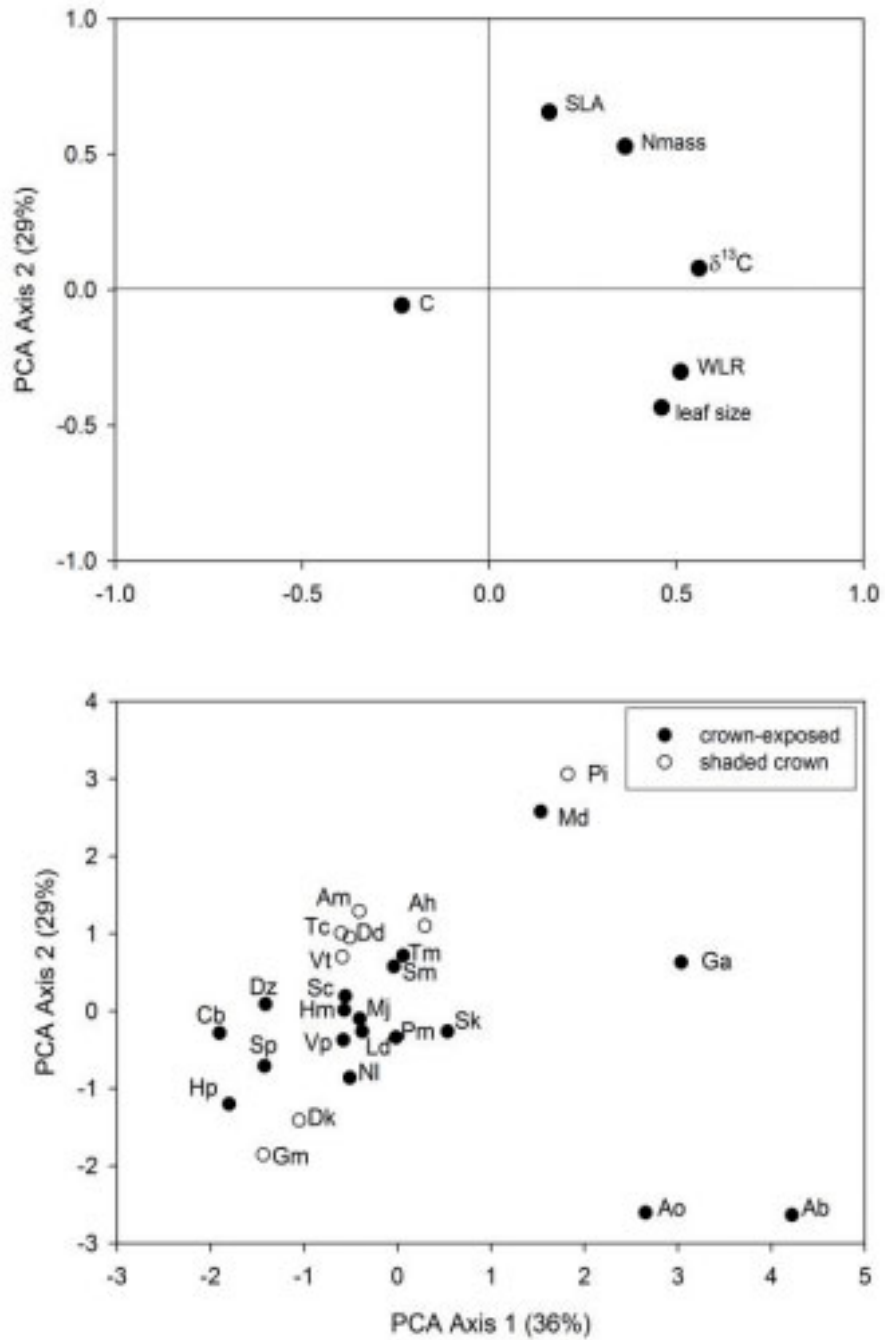 1.0
SLA
Nmass
0.5
PCA Axis 2 (29%)
δ¹³C
0.0
C
WLR
leaf size
-0.5
-1.0
-1.0 -0.5 0.0 0.5 1.0
4
crown-exposed
shaded crown
3
Pi
Md
2
Am
Ah
PCA Axis 2 (29%)
1
Tc Dd
Tm
Vt
Sm
Ga
Dz Sc
0
Hm Mj
Cb
Pm Sk
Sp Vp Ld
Nl
-1
Hp
Dk
Gm
-2
Ao Ab
-3
-3 -2 -1 0 1 2 3 4 5
PCA Axis 1 (36%)